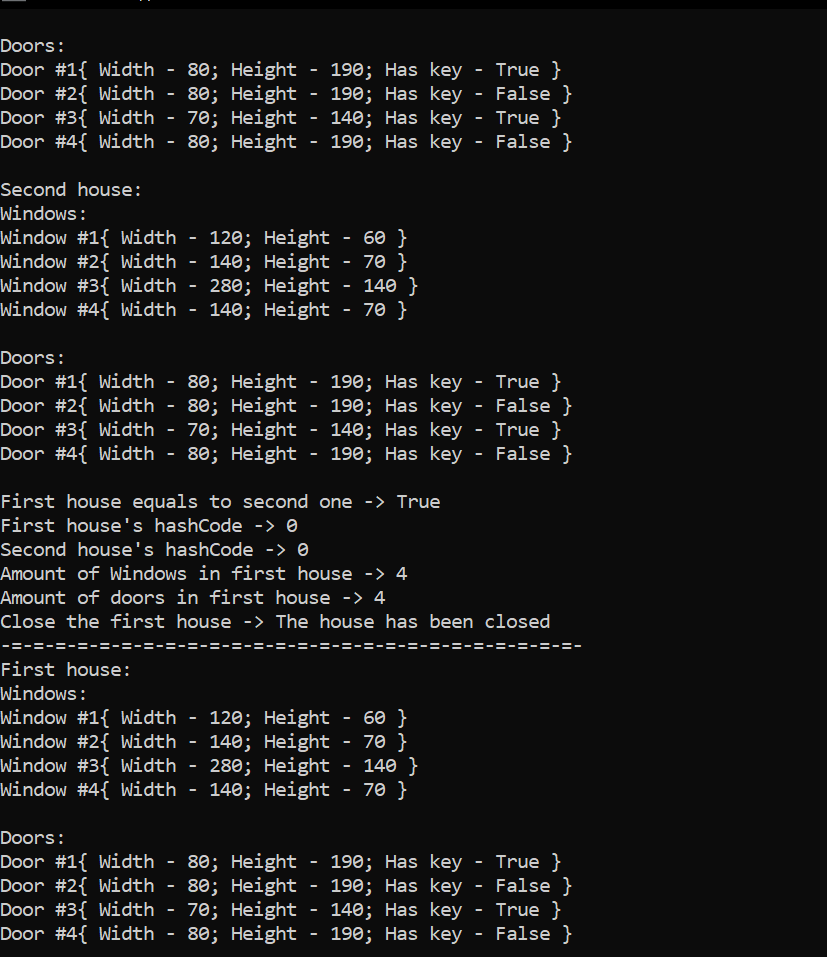 Doors:
Door #1{ Width - 80; Height - 190; Has key - True }
Door #2{ Width - 80; Height - 190; Has key - False }
Door #3{ Width - 70; Height - 140; Has key - True }
Door #4{ Width - 80; Height - 190; Has key - False }
Second house:
Windows:
Window #1{ Width - 120; Height - 60 }
Window #2{ Width - 140; Height - 70 }
Window #3{ Width - 280; Height - 140 }
Window #4{ Width - 140; Height - 70 }
Doors:
Door #1{ Width - 80; Height - 190; Has key - True }
Door #2{ Width - 80; Height - 190; Has key - False }
Door #3{ Width - 70; Height - 140; Has key - True }
Door #4{ Width - 80; Height - 190; Has key - False }
First house equals to second one -> True
First house's hashCode -> 0
Second house's hashCode -> 0
Amount of Windows in first house -> 4
Amount of doors in first house -> 4
Close the first house -> The house has been closed
-=-=-=-=-=-=-=-=-=-=-=-=-=-=-=-=-=-=-=-=-=-=-=-=-=-=-
First house:
Windows:
Window #1{ Width - 120; Height - 60 }
Window #2{ Width - 140; Height - 70 }
Window #3{ Width - 280; Height - 140 }
Window #4{ Width - 140; Height - 70 }
Doors:
Door #1{ Width - 80; Height - 190; Has key - True }
Door #2{ Width - 80; Height - 190; Has key - False }
Door #3{ Width - 70; Height - 140; Has key - True }
Door #4{ Width - 80; Height - 190; Has key - False }